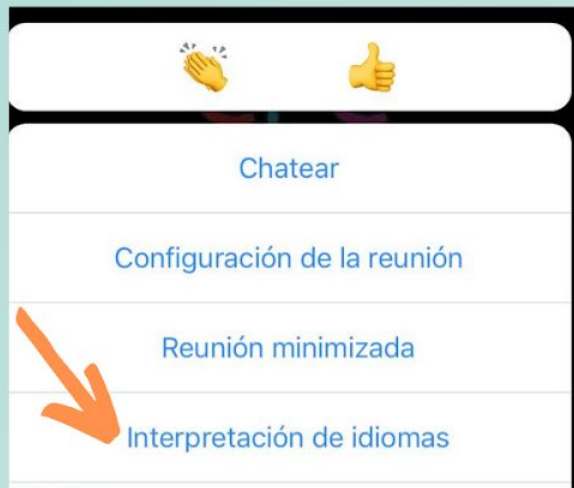 Chatear
Configuración de la reunión
Reunión minimizada
Interpretación de idiomas